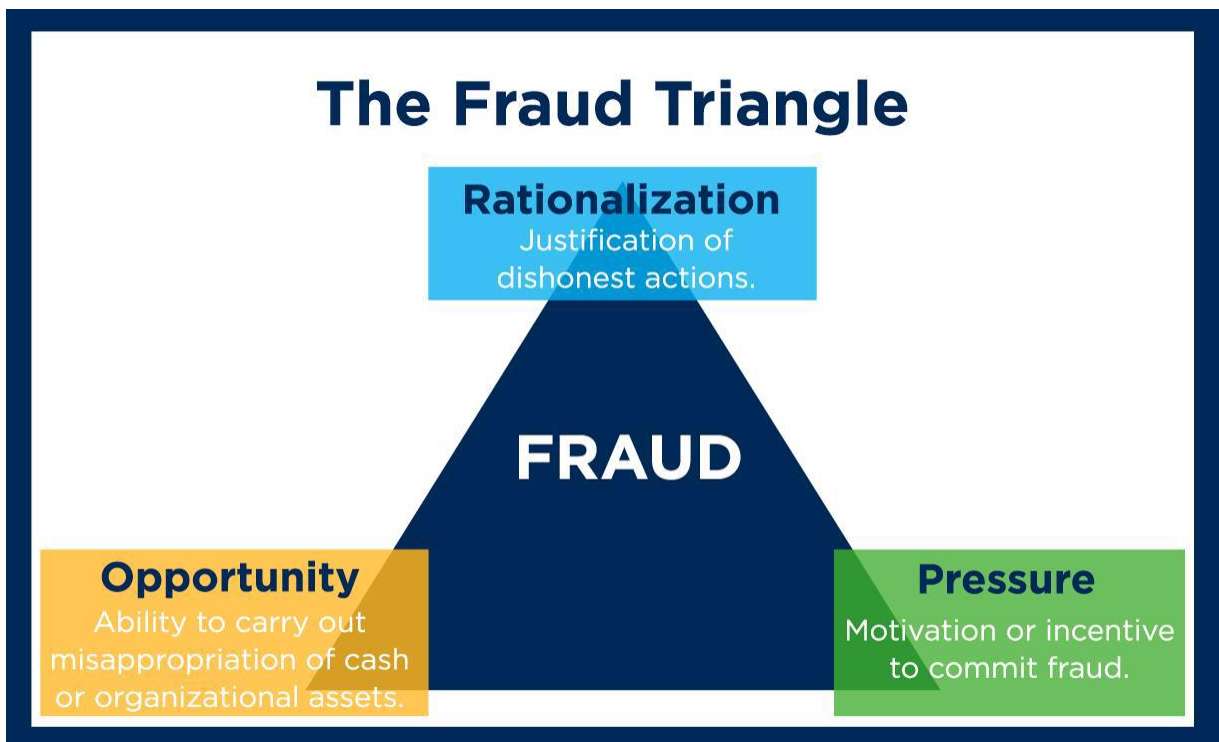 The Fraud Triangle
Rationalization
Justification of
dishonest actions.
FRAUD
Opportunity
Ability to carry out
misappropriation of cash
or organizational assets.
Pressure
Motivation or incentive
to commit fraud.